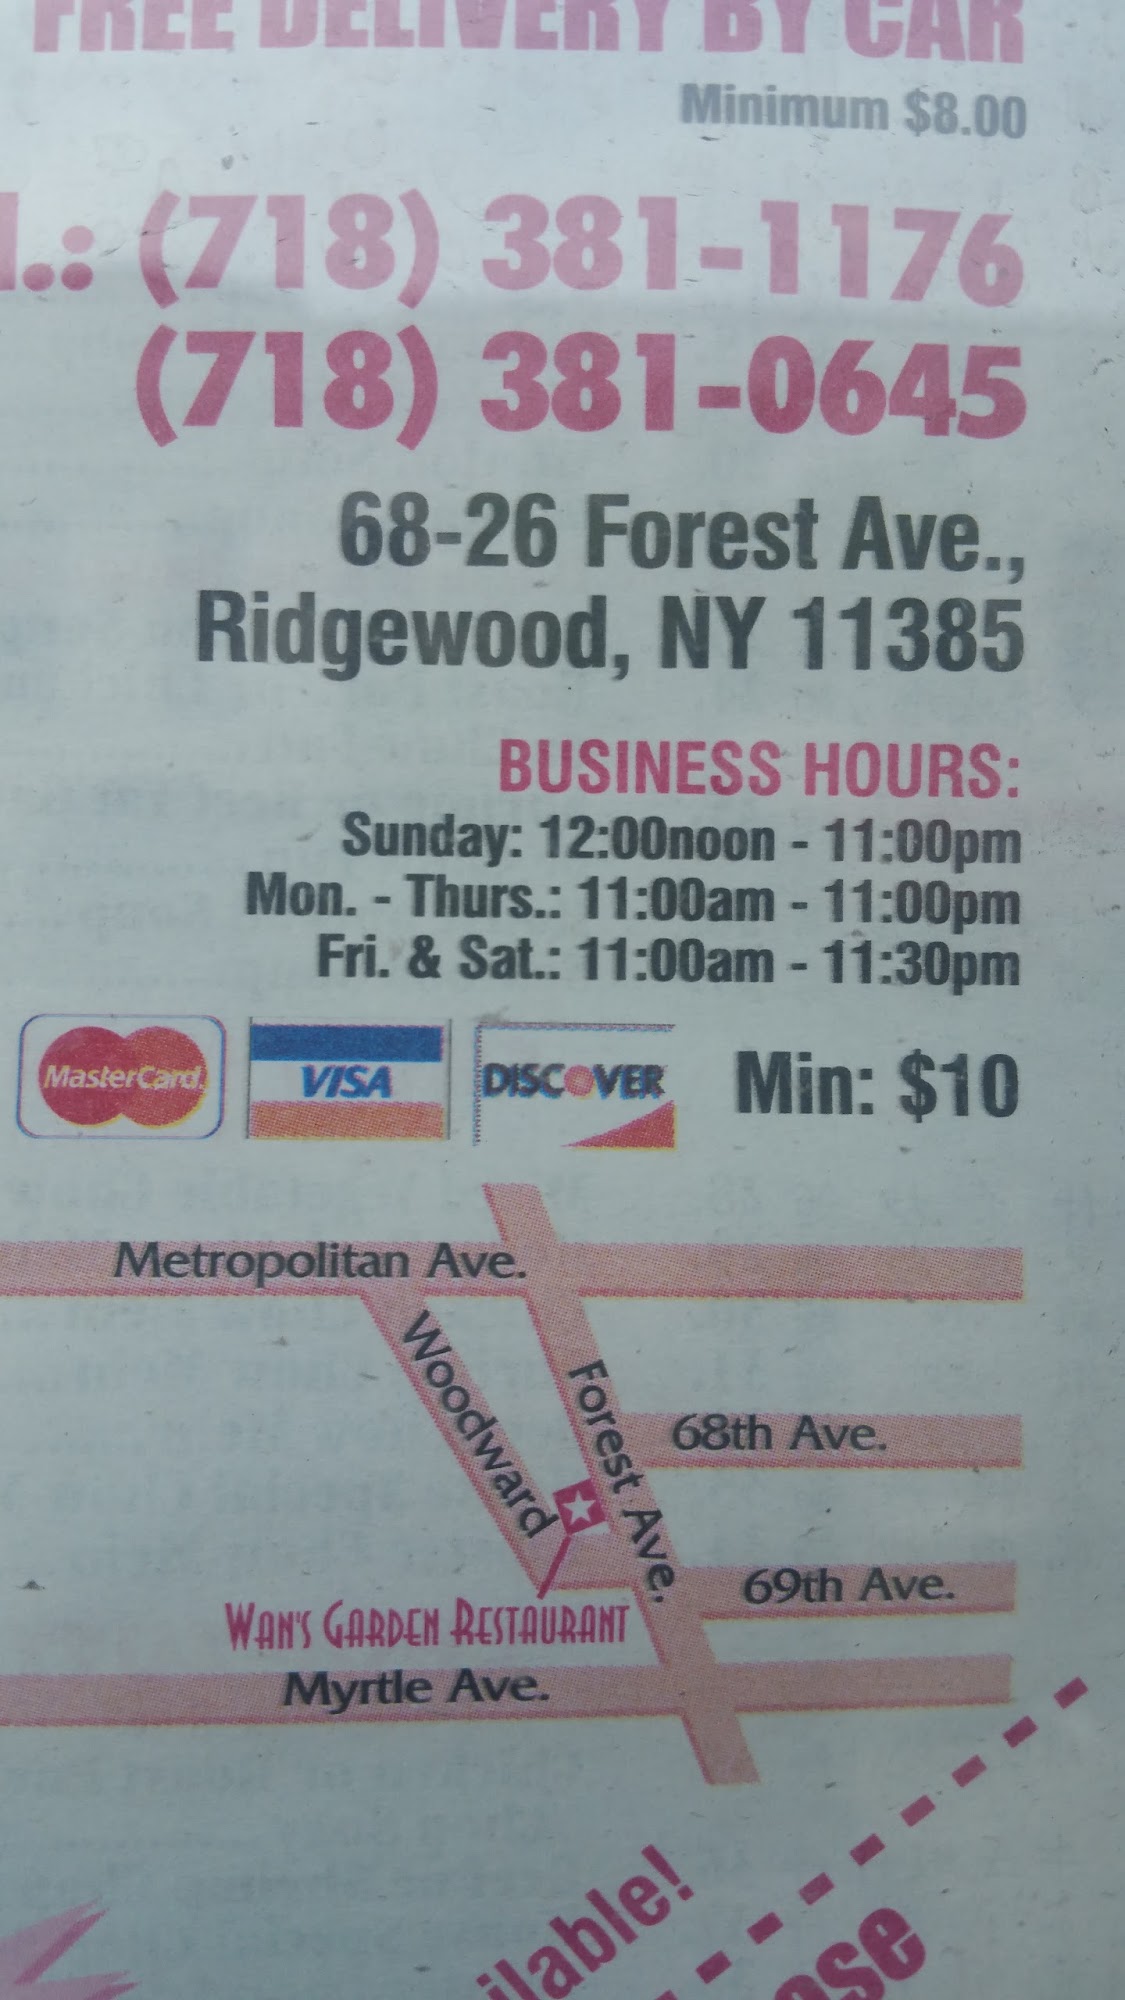 FREE DELIVERY BY CAR
Minimum $8.00
(718) 381-1176
(718) 381-0645
68-26 Forest Ave.,
Ridgewood, NY 11385
BUSINESS HOURS:
Sunday: 12:00noon - 11:00pm
Mon. - Thurs.: 11:00am - 11:00pm
Fri. & Sat.: 11:00am - 11:30pm
MasterCard. VISA DISCOVER Min: $10
Metropolitan Ave.
Woodward
Forest Ave.
68th Ave.
69th Ave.
WAN'S GARDEN RESTAURANT
Myrtle Ave.